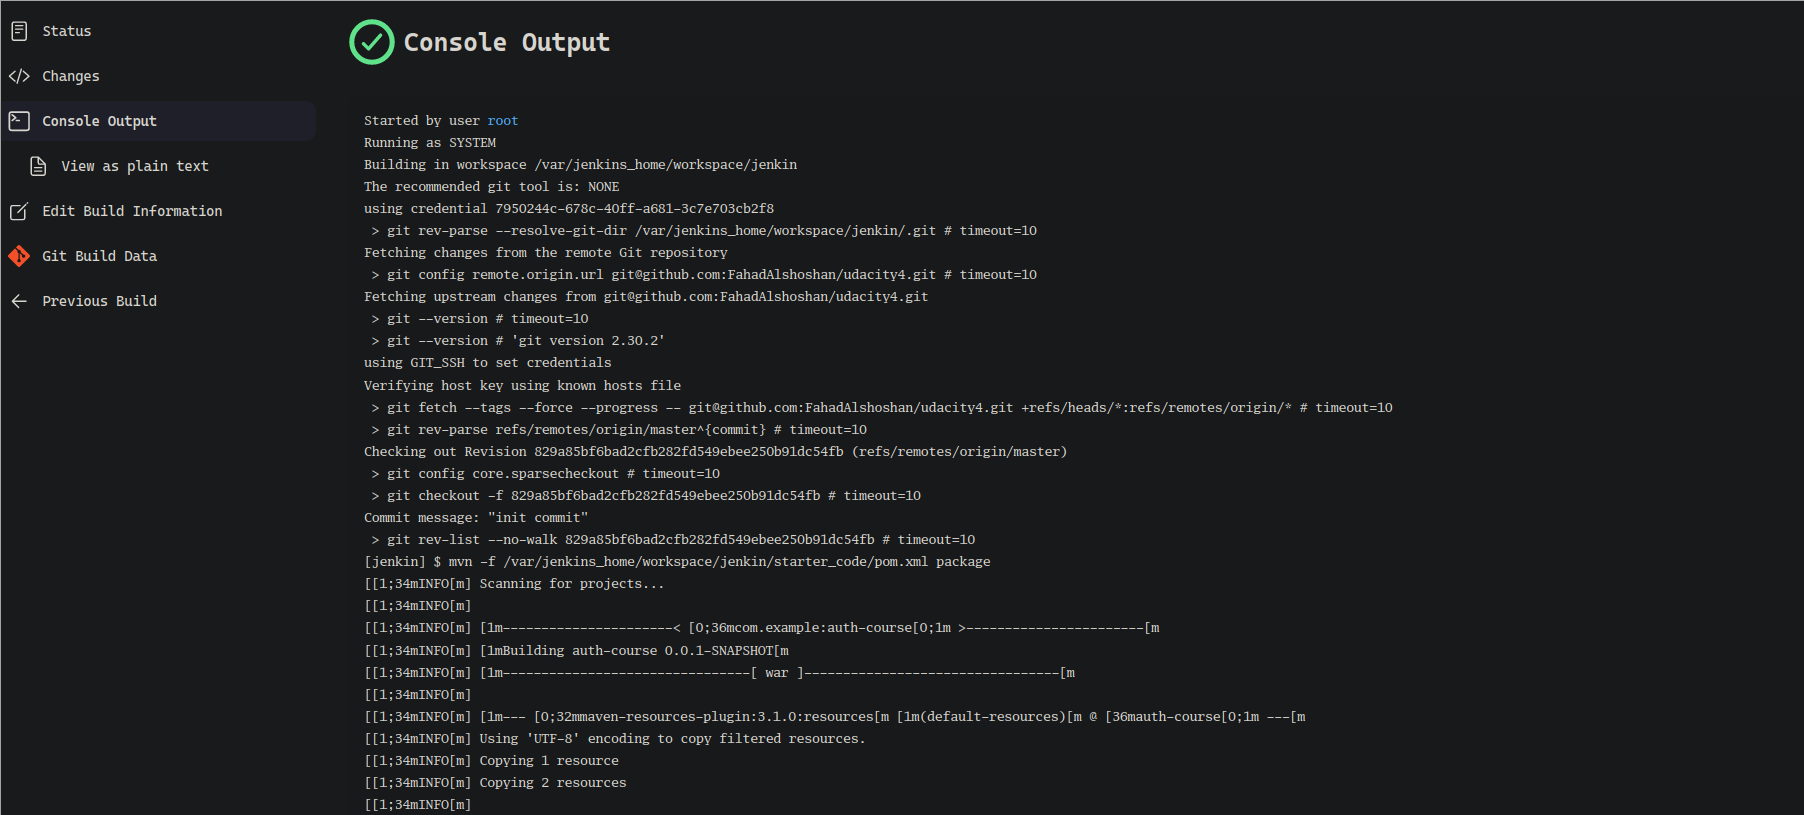 Status
Changes
Console Output
View as plain text
Edit Build Information
Git Build Data
Previous Build
Console Output
Started by user root
Running as SYSTEM
Building in workspace /var/jenkins_home/workspace/jenkin
The recommended git tool is: NONE
using credential 7950244c-678c-40ff-a681-3c7e703cb2f8
 > git rev-parse --resolve-git-dir /var/jenkins_home/workspace/jenkin/.git # timeout=10
Fetching changes from the remote Git repository
 > git config remote.origin.url git@github.com:FahadAlshoshan/udacity4.git # timeout=10
Fetching upstream changes from git@github.com:FahadAlshoshan/udacity4.git
 > git --version # timeout=10
 > git --version # 'git version 2.30.2'
using GIT_SSH to set credentials
Verifying host key using known hosts file
 > git fetch --tags --force --progress -- git@github.com:FahadAlshoshan/udacity4.git +refs/heads/*:refs/remotes/origin/* # timeout=10
 > git rev-parse refs/remotes/origin/master^{commit} # timeout=10
Checking out Revision 829a85bf6bad2cfb282fd549ebee250b91dc54fb (refs/remotes/origin/master)
 > git config core.sparsecheckout # timeout=10
 > git checkout -f 829a85bf6bad2cfb282fd549ebee250b91dc54fb # timeout=10
Commit message: "init commit"
 > git rev-list --no-walk 829a85bf6bad2cfb282fd549ebee250b91dc54fb # timeout=10
[jenkin] $ mvn -f /var/jenkins_home/workspace/jenkin/starter_code/pom.xml package
[[1;34mINFO[m] Scanning for projects...
[[1;34mINFO[m]
[[1;34mINFO[m] [1m----------------------< [0;36mcom.example:auth-course[0;1m >-----------------------[m
[[1;34mINFO[m] [1mBuilding auth-course 0.0.1-SNAPSHOT[m
[[1;34mINFO[m] [1m--------------------------------[ war ]---------------------------------[m
[[1;34mINFO[m]
[[1;34mINFO[m] [1m--- [0;32mmaven-resources-plugin:3.1.0:resources[m [1m(default-resources)[m @ [36mauth-course[0;1m ---[m
[[1;34mINFO[m] Using 'UTF-8' encoding to copy filtered resources.
[[1;34mINFO[m] Copying 1 resource
[[1;34mINFO[m] Copying 2 resources
[[1;34mINFO[m]